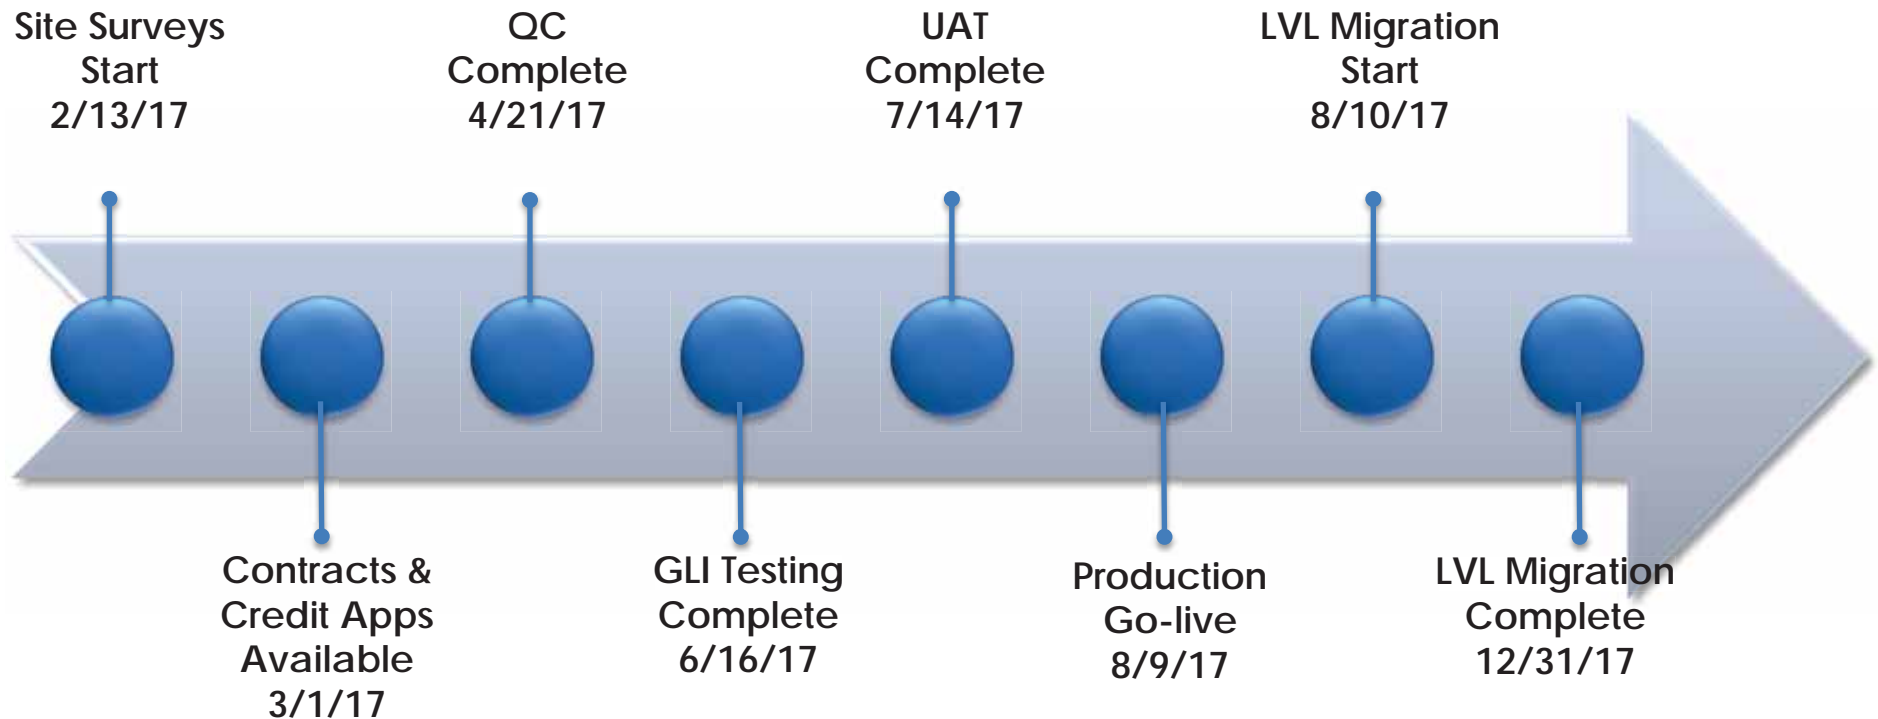 Site Surveys
Start
2/13/17
QC
Complete
4/21/17
UAT
Complete
7/14/17
LVL Migration
Start
8/10/17
Contracts &
Credit Apps
Available
3/1/17
GLI Testing
Complete
6/16/17
Production
Go-live
8/9/17
LVL Migration
Complete
12/31/17